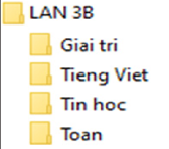 LAN 3B
Giai tri
Tieng Viet
Tin hoc
Toan